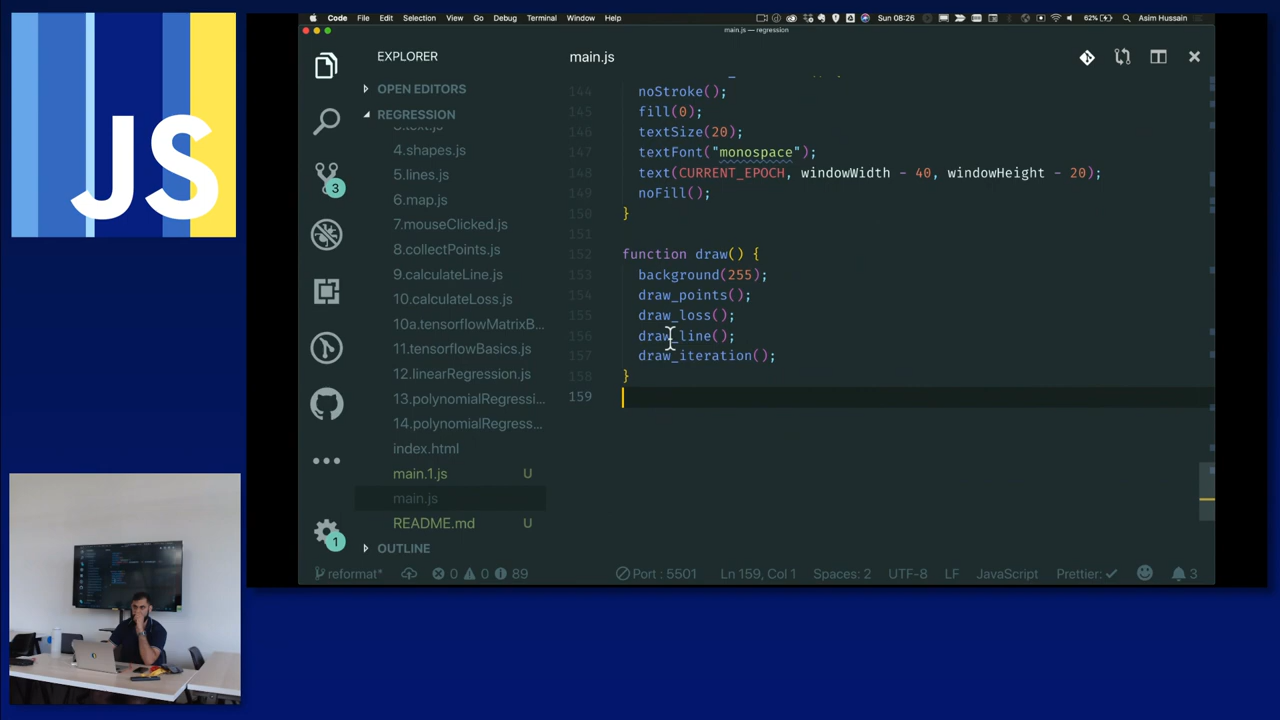 JS
Code File Edit Selection View Go Debug Terminal Window Help Sun 08:26 62% Asim Hussain
main.js — regression
EXPLORER
OPEN EDITORS
REGRESSION
4.shapes.js
5.lines.js
6.map.js
7.mouseClicked.js
8.collectPoints.js
9.calculateLine.js
10.calculateLoss.js
10a.tensorflowMatrixB...
11.tensorflowBasics.js
12.linearRegression.js
13.polynomialRegressi...
14.polynomialRegress...
index.html
main.1.js U
main.js
README.md U
OUTLINE
3
1
main.js
144 noStroke();
145 fill(0);
146 textSize(20);
147 textFont("monospace");
148 text(CURRENT_EPOCH, windowWidth - 40, windowHeight - 20);
149 noFill();
150 }
151
152 function draw() {
153 background(255);
154 draw_points();
155 draw_loss();
156 draw_line();
157 draw_iteration();
158 }
159
reformat* 0 0 89 Port : 5501 Ln 159, Col 1 Spaces: 2 UTF-8 LF JavaScript Prettier: ✓ 3